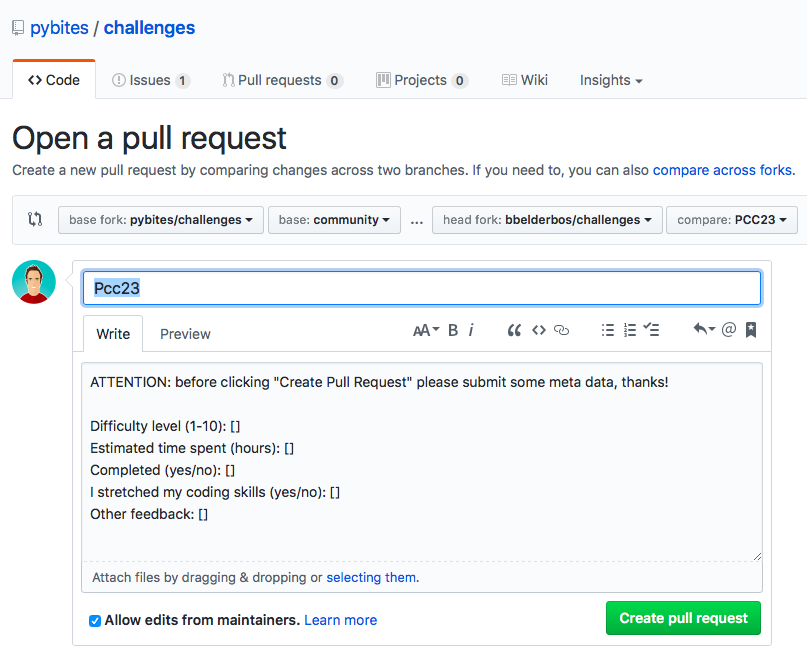 pybites / challenges
Code Issues 1 Pull requests 0 Projects 0 Wiki Insights
Open a pull request
Create a new pull request by comparing changes across two branches. If you need to, you can also compare across forks.
base fork: pybites/challenges base: community ... head fork: bbelderbos/challenges compare: PCC23
Pcc23
Write Preview AA B i “ <> @
ATTENTION: before clicking "Create Pull Request" please submit some meta data, thanks!
Difficulty level (1-10): []
Estimated time spent (hours): []
Completed (yes/no): []
I stretched my coding skills (yes/no): []
Other feedback: []
Attach files by dragging & dropping or selecting them.
Allow edits from maintainers. Learn more Create pull request